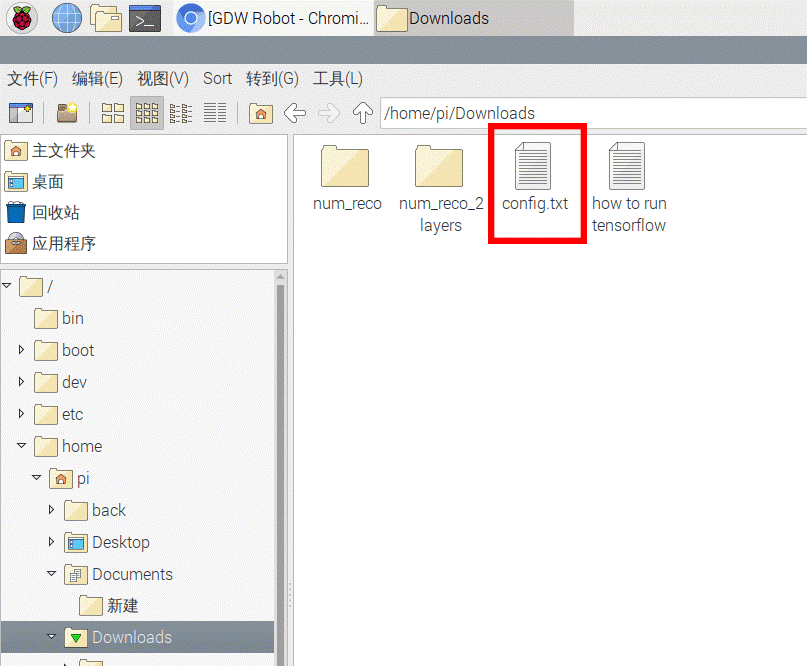 [GDW Robot - Chromi...
Downloads
文件(F) 编辑(E) 视图(V) Sort 转到(G) 工具(L)
/home/pi/Downloads
主文件夹
桌面
回收站
应用程序
num_reco
num_reco_2
layers
config.txt
how to run
tensorflow
/
bin
boot
dev
etc
home
pi
back
Desktop
Documents
新建
Downloads